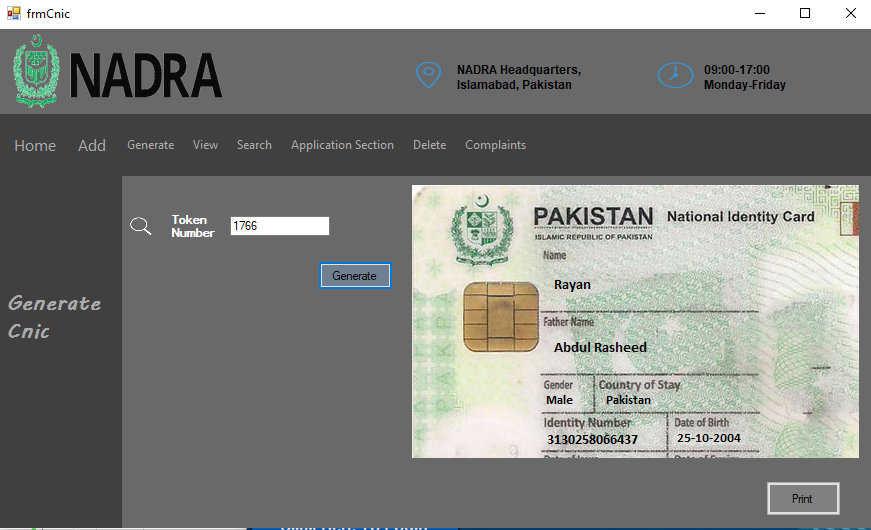 frmCnic
NADRA
NADRA Headquarters,
Islamabad, Pakistan
09:00-17:00
Monday-Friday
Home Add Generate View Search Application Section Delete Complaints
Token
Number
1766
Generate
Generate
Cnic
PAKISTAN National Identity Card
ISLAMIC REPUBLIC OF PAKISTAN
Name
Rayan
Father Name
Abdul Rasheed
Gender Country of Stay
Male Pakistan
Identity Number Date of Birth
3130258066437 25-10-2004
Print